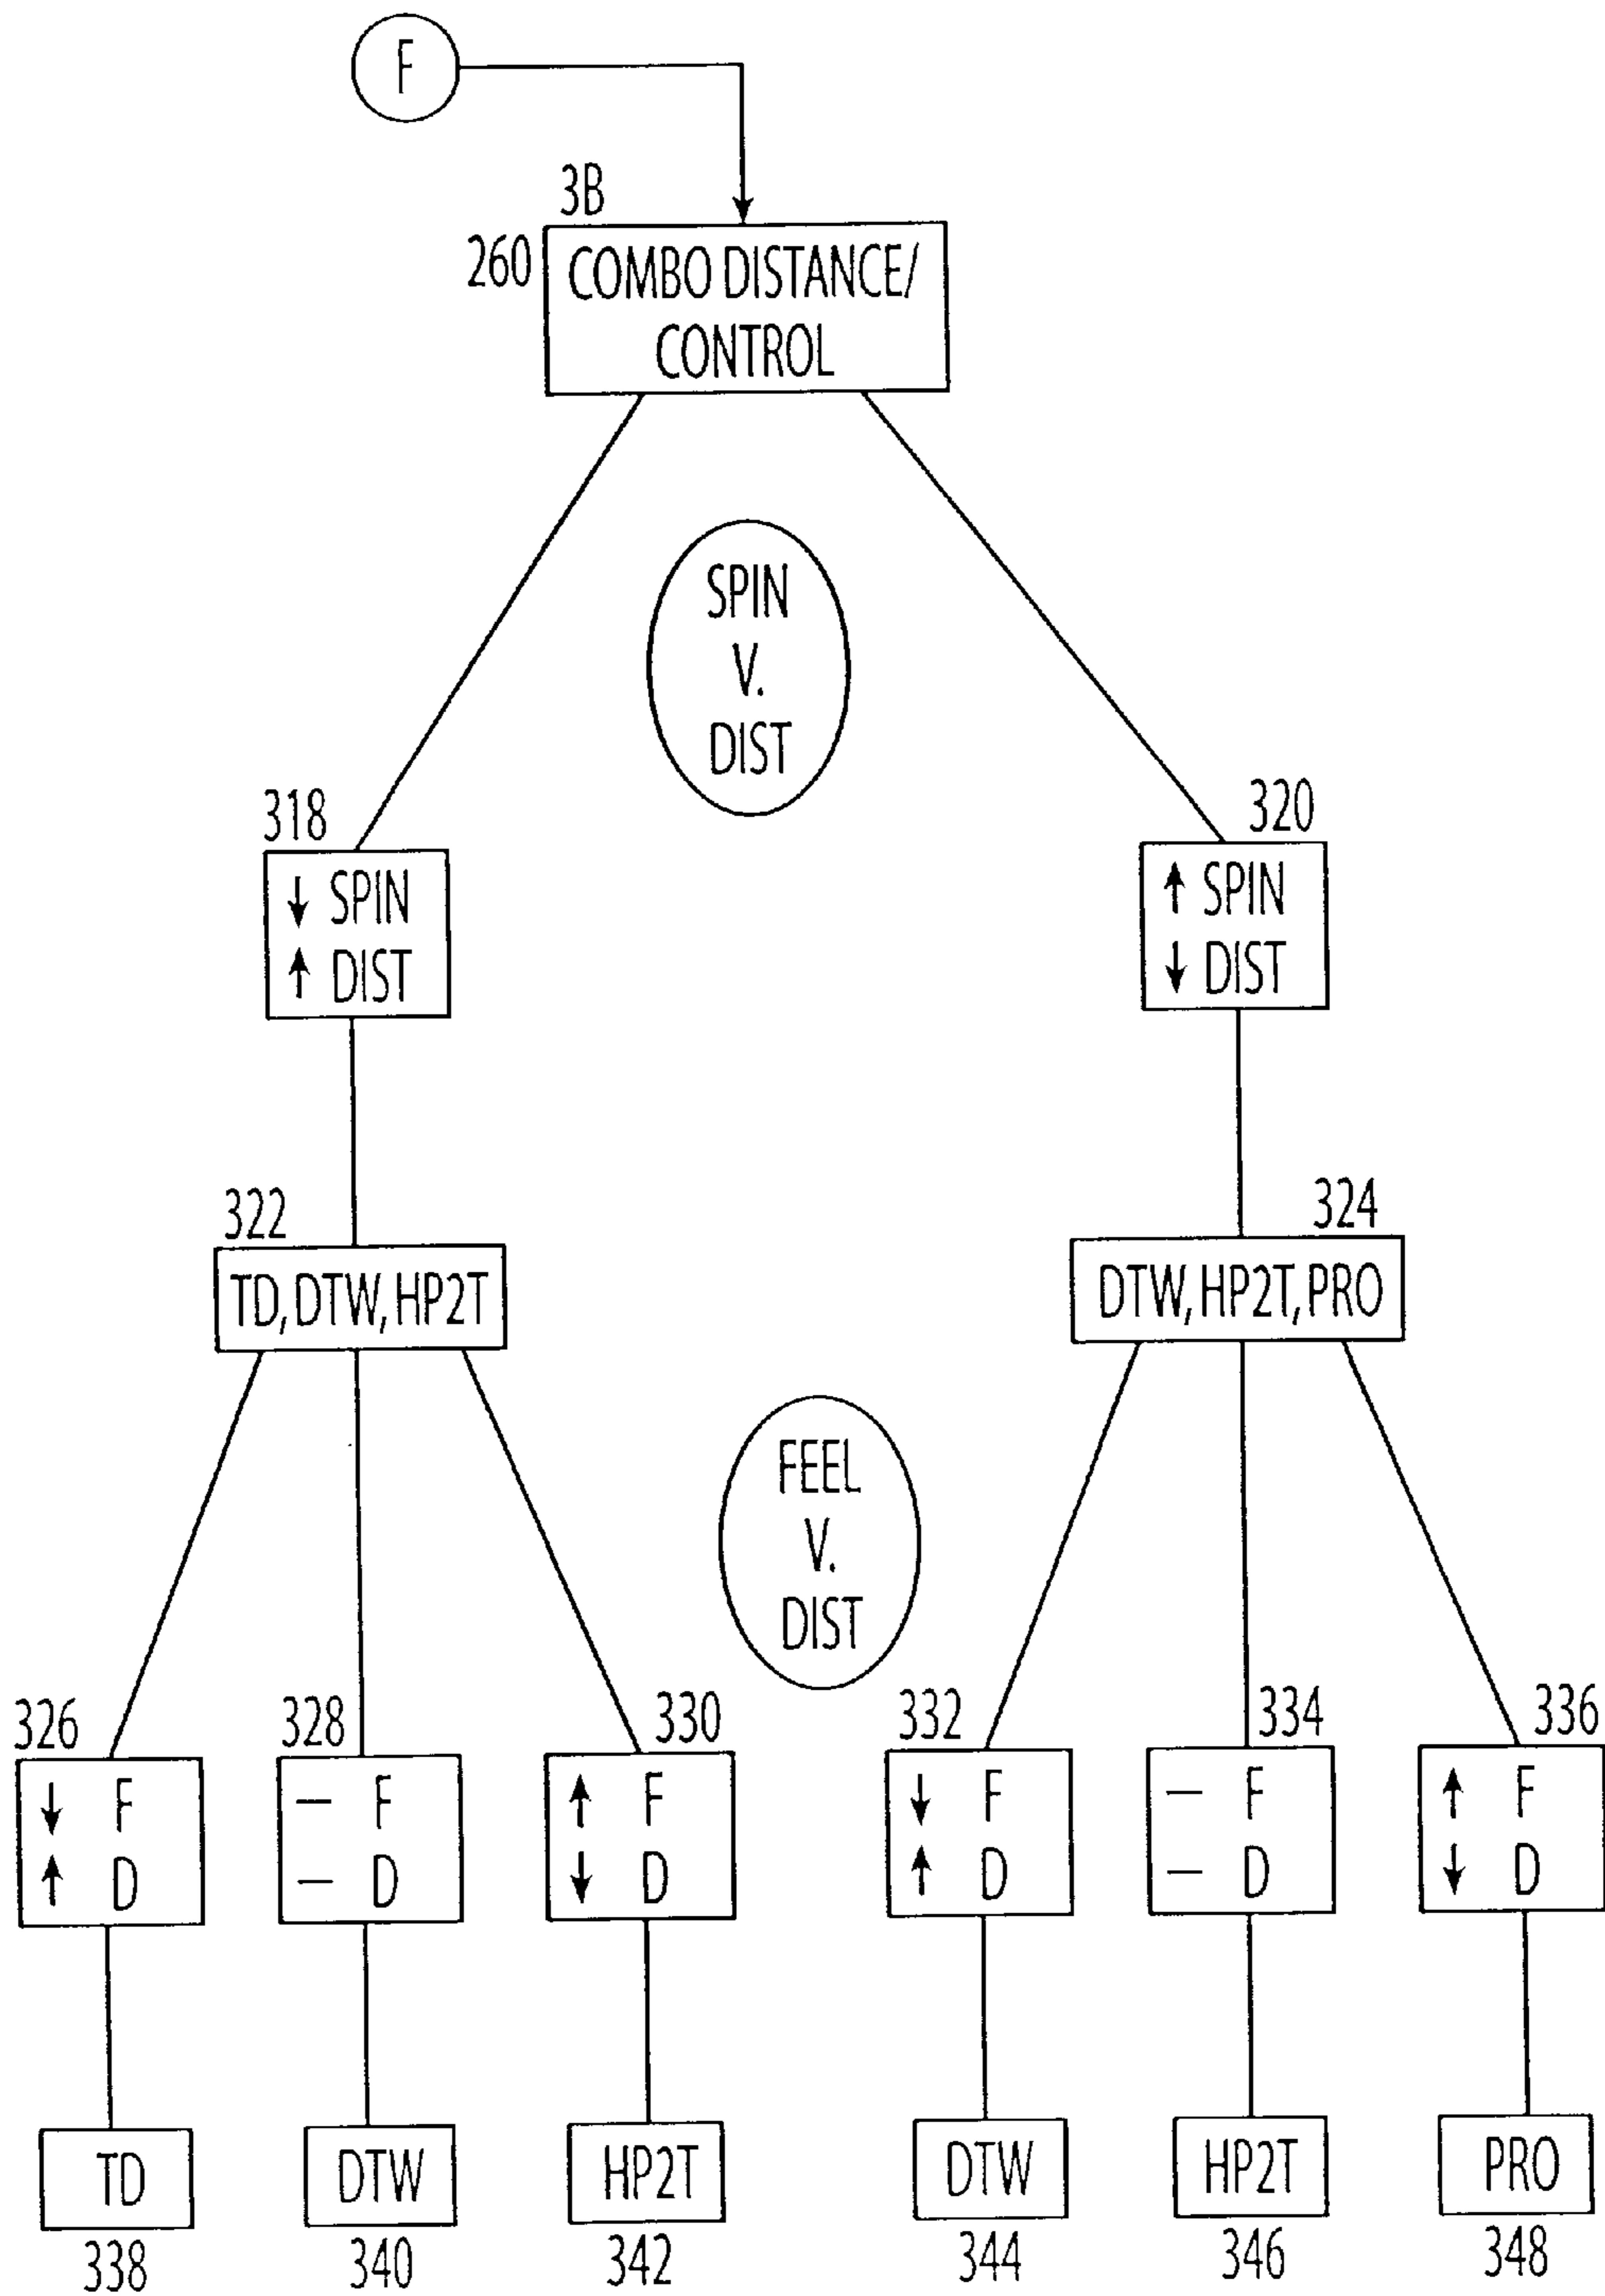 F
3B
260
COMBO DISTANCE/
CONTROL
SPIN
V.
DIST
318
↓ SPIN
↑ DIST
320
↑ SPIN
↓ DIST
322
TD, DTW, HP2T
324
DTW, HP2T, PRO
FEEL
V.
DIST
326
↓ F
↑ D
328
— F
— D
330
↑ F
↓ D
332
↓ F
↑ D
334
— F
— D
336
↑ F
↓ D
TD
338
DTW
340
HP2T
342
DTW
344
HP2T
346
PRO
348